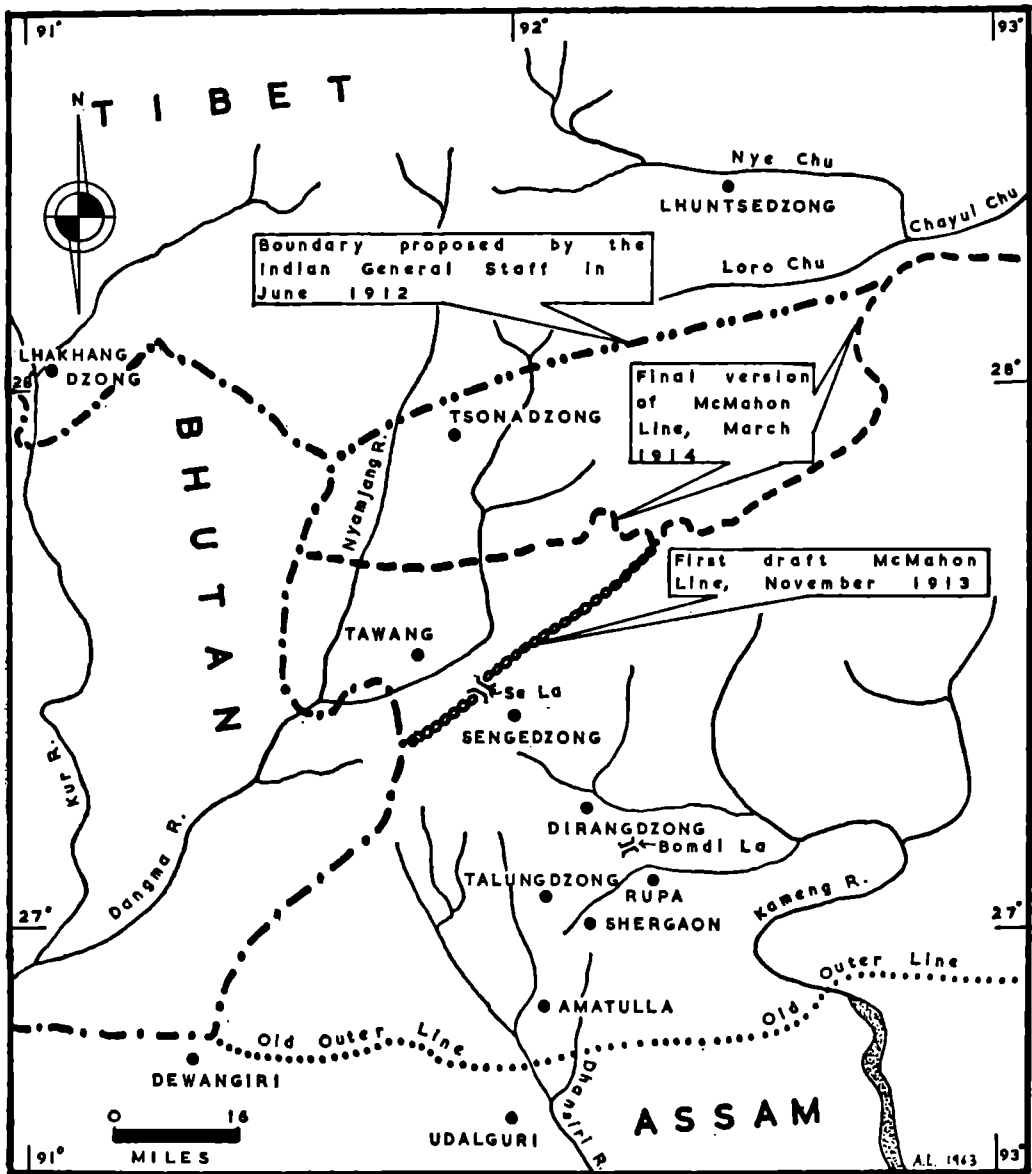 91°
92°
93°
N
TIBET
Nye Chu
LHUNTSEDZONG
Chayul Chu
Boundary proposed by the
Indian General Staff in
June 1912
Loro Chu
LHAKHANG
DZONG
28°
28°
Final version
of McMahon
Line, March
1914
TSONADZONG
BHUTAN
Nyamjang R.
First draft McMahon
Line, November 1913
TAWANG
Se La
SENGEDZONG
Kur R.
DIRANGDZONG
Bomdi La
Dangma R.
TALUNGDZONG
RUPA
Kameng R.
27°
SHERGAON
27°
Outer Line
AMATULLA
Old Outer Line
Old
DEWANGIRI
Dhansiri R.
0 16
MILES
UDALGURI
ASSAM
A.L. 1963
91°
93°